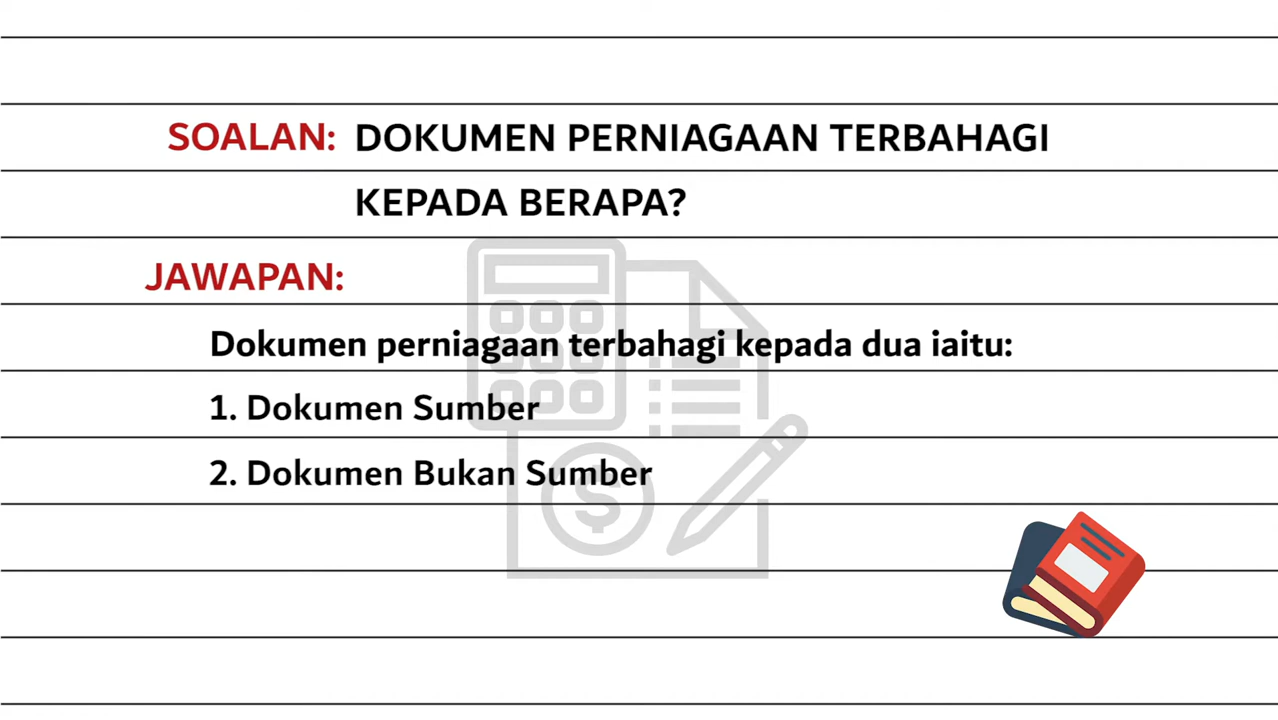 SOALAN: DOKUMEN PERNIAGAAN TERBAHAGI
KEPADA BERAPA?
JAWAPAN:
Dokumen perniagaan terbahagi kepada dua iaitu:
1. Dokumen Sumber
2. Dokumen Bukan Sumber